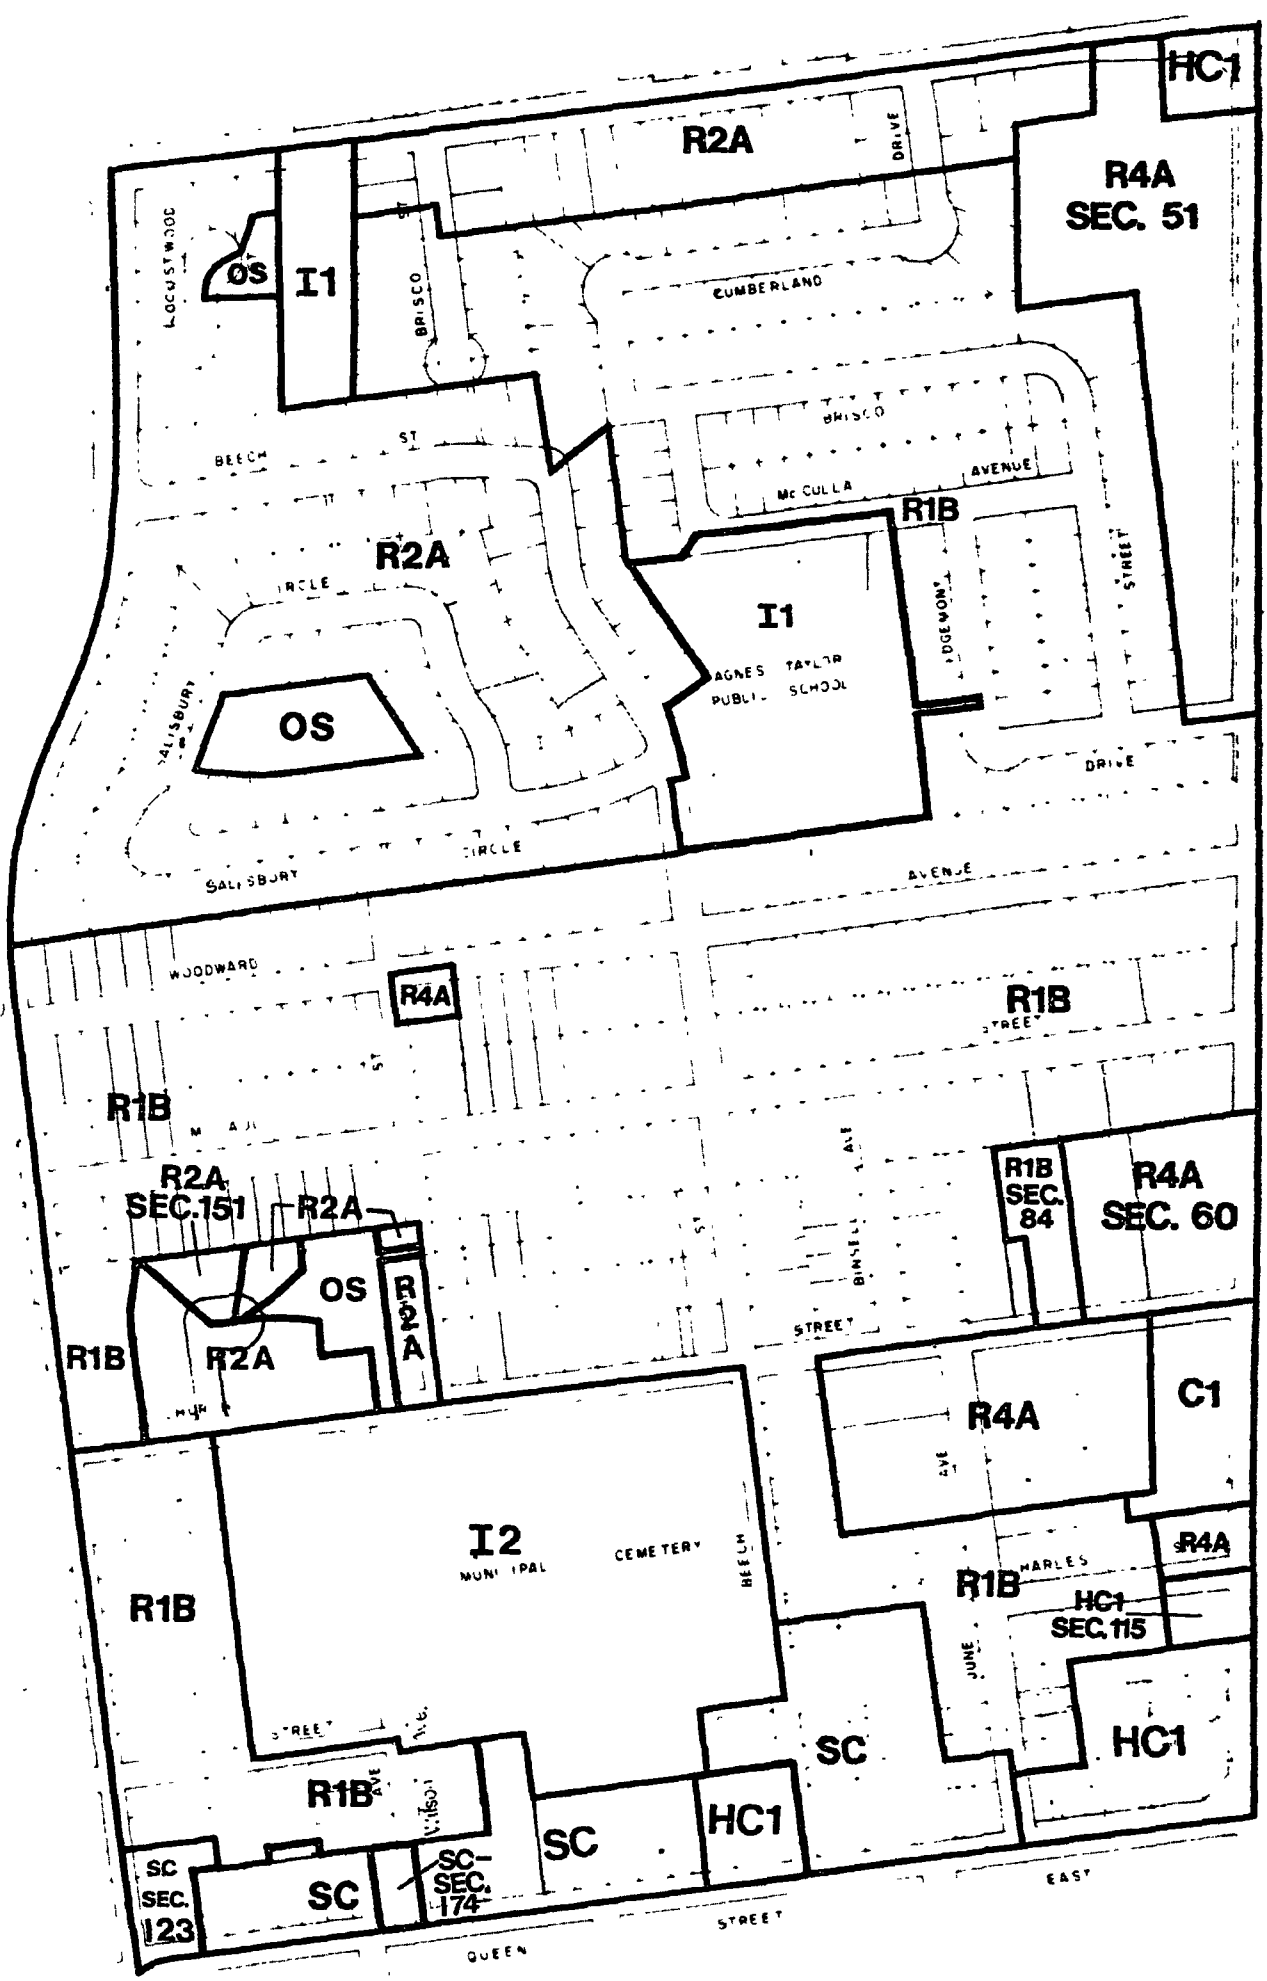 HC1
R2A
DRIVE
R4A
SEC. 51
LOCUSTWOOD
ST
OS
I1
BRISCO
CUMBERLAND
BRISCO
BEECH
ST
McCULLA
AVENUE
R1B
R2A
STREET
I1
AGNES TAYLOR
PUBLIC SCHOOL
SALISBURY
OS
DRIVE
CIRCLE
SALISBURY
AVENUE
WOODWARD
R4A
R1B
STREET
ST
R1B
AVE
R2A
SEC. 151
R2A
R1B
SEC.
84
R4A
SEC. 60
ST
BINSELL
OS
R2A
STREET
R1B
R2A
C1
R4A
AVE
I2
MUNICIPAL
CEMETERY
BEECH
R4A
R1B
R1B
HC1
SEC. 115
JUNE
STREET
Ave.
SC
HC1
R1B
AVE
Wilson
HC1
SC
SC
SEC.
123
SC
SC-
SEC.
174
EAST
STREET
QUEEN